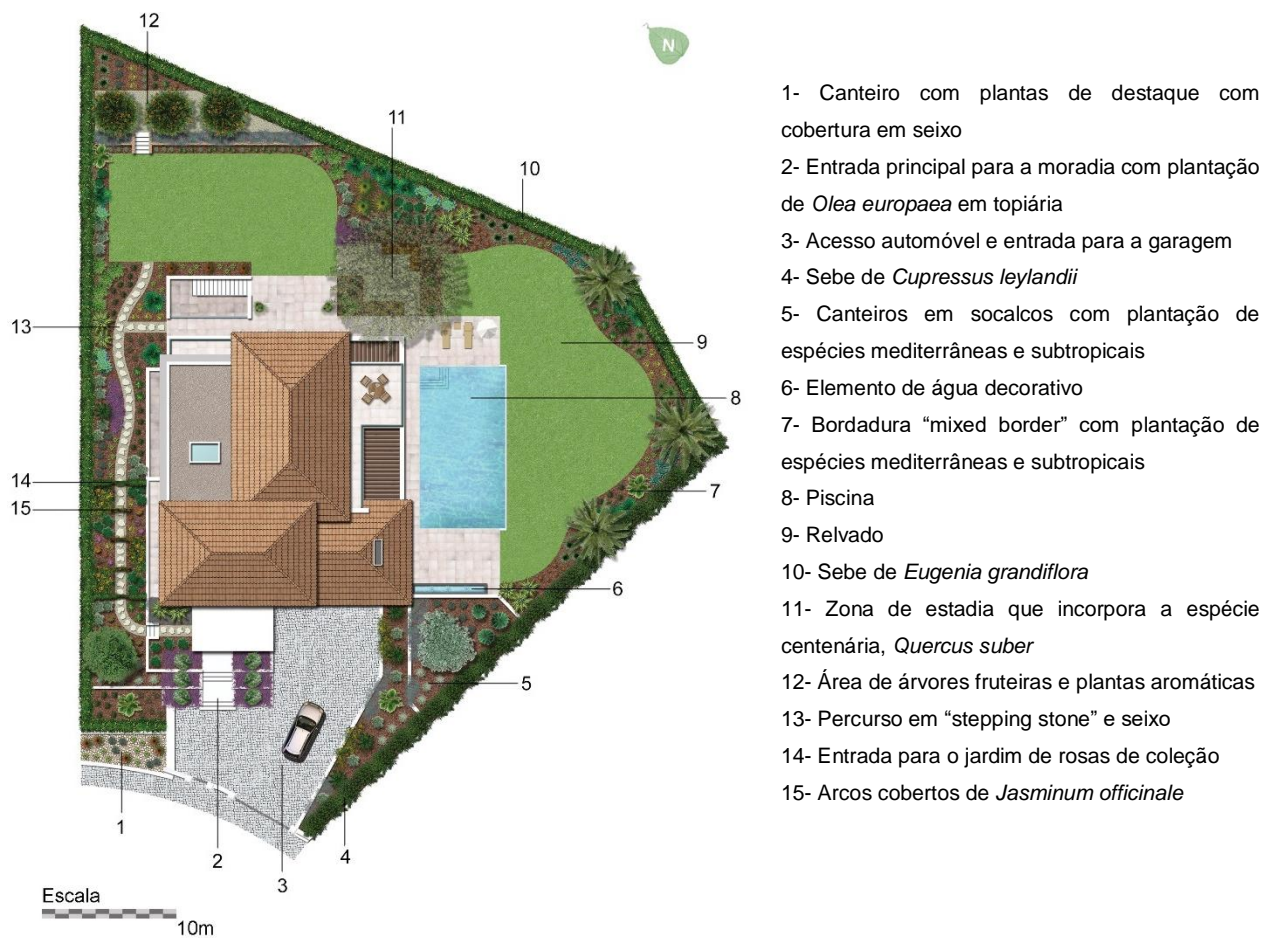 12
N
11
10
13
9
8
14
15
7
6
5
1
2
4
3
Escala
10m
1- Canteiro com plantas de destaque com
cobertura em seixo
2- Entrada principal para a moradia com plantação
de Olea europaea em topiária
3- Acesso automóvel e entrada para a garagem
4- Sebe de Cupressus leylandii
5- Canteiros em socalcos com plantação de
espécies mediterrâneas e subtropicais
6- Elemento de água decorativo
7- Bordadura “mixed border” com plantação de
espécies mediterrâneas e subtropicais
8- Piscina
9- Relvado
10- Sebe de Eugenia grandiflora
11- Zona de estadia que incorpora a espécie
centenária, Quercus suber
12- Área de árvores fruteiras e plantas aromáticas
13- Percurso em “stepping stone” e seixo
14- Entrada para o jardim de rosas de coleção
15- Arcos cobertos de Jasminum officinale